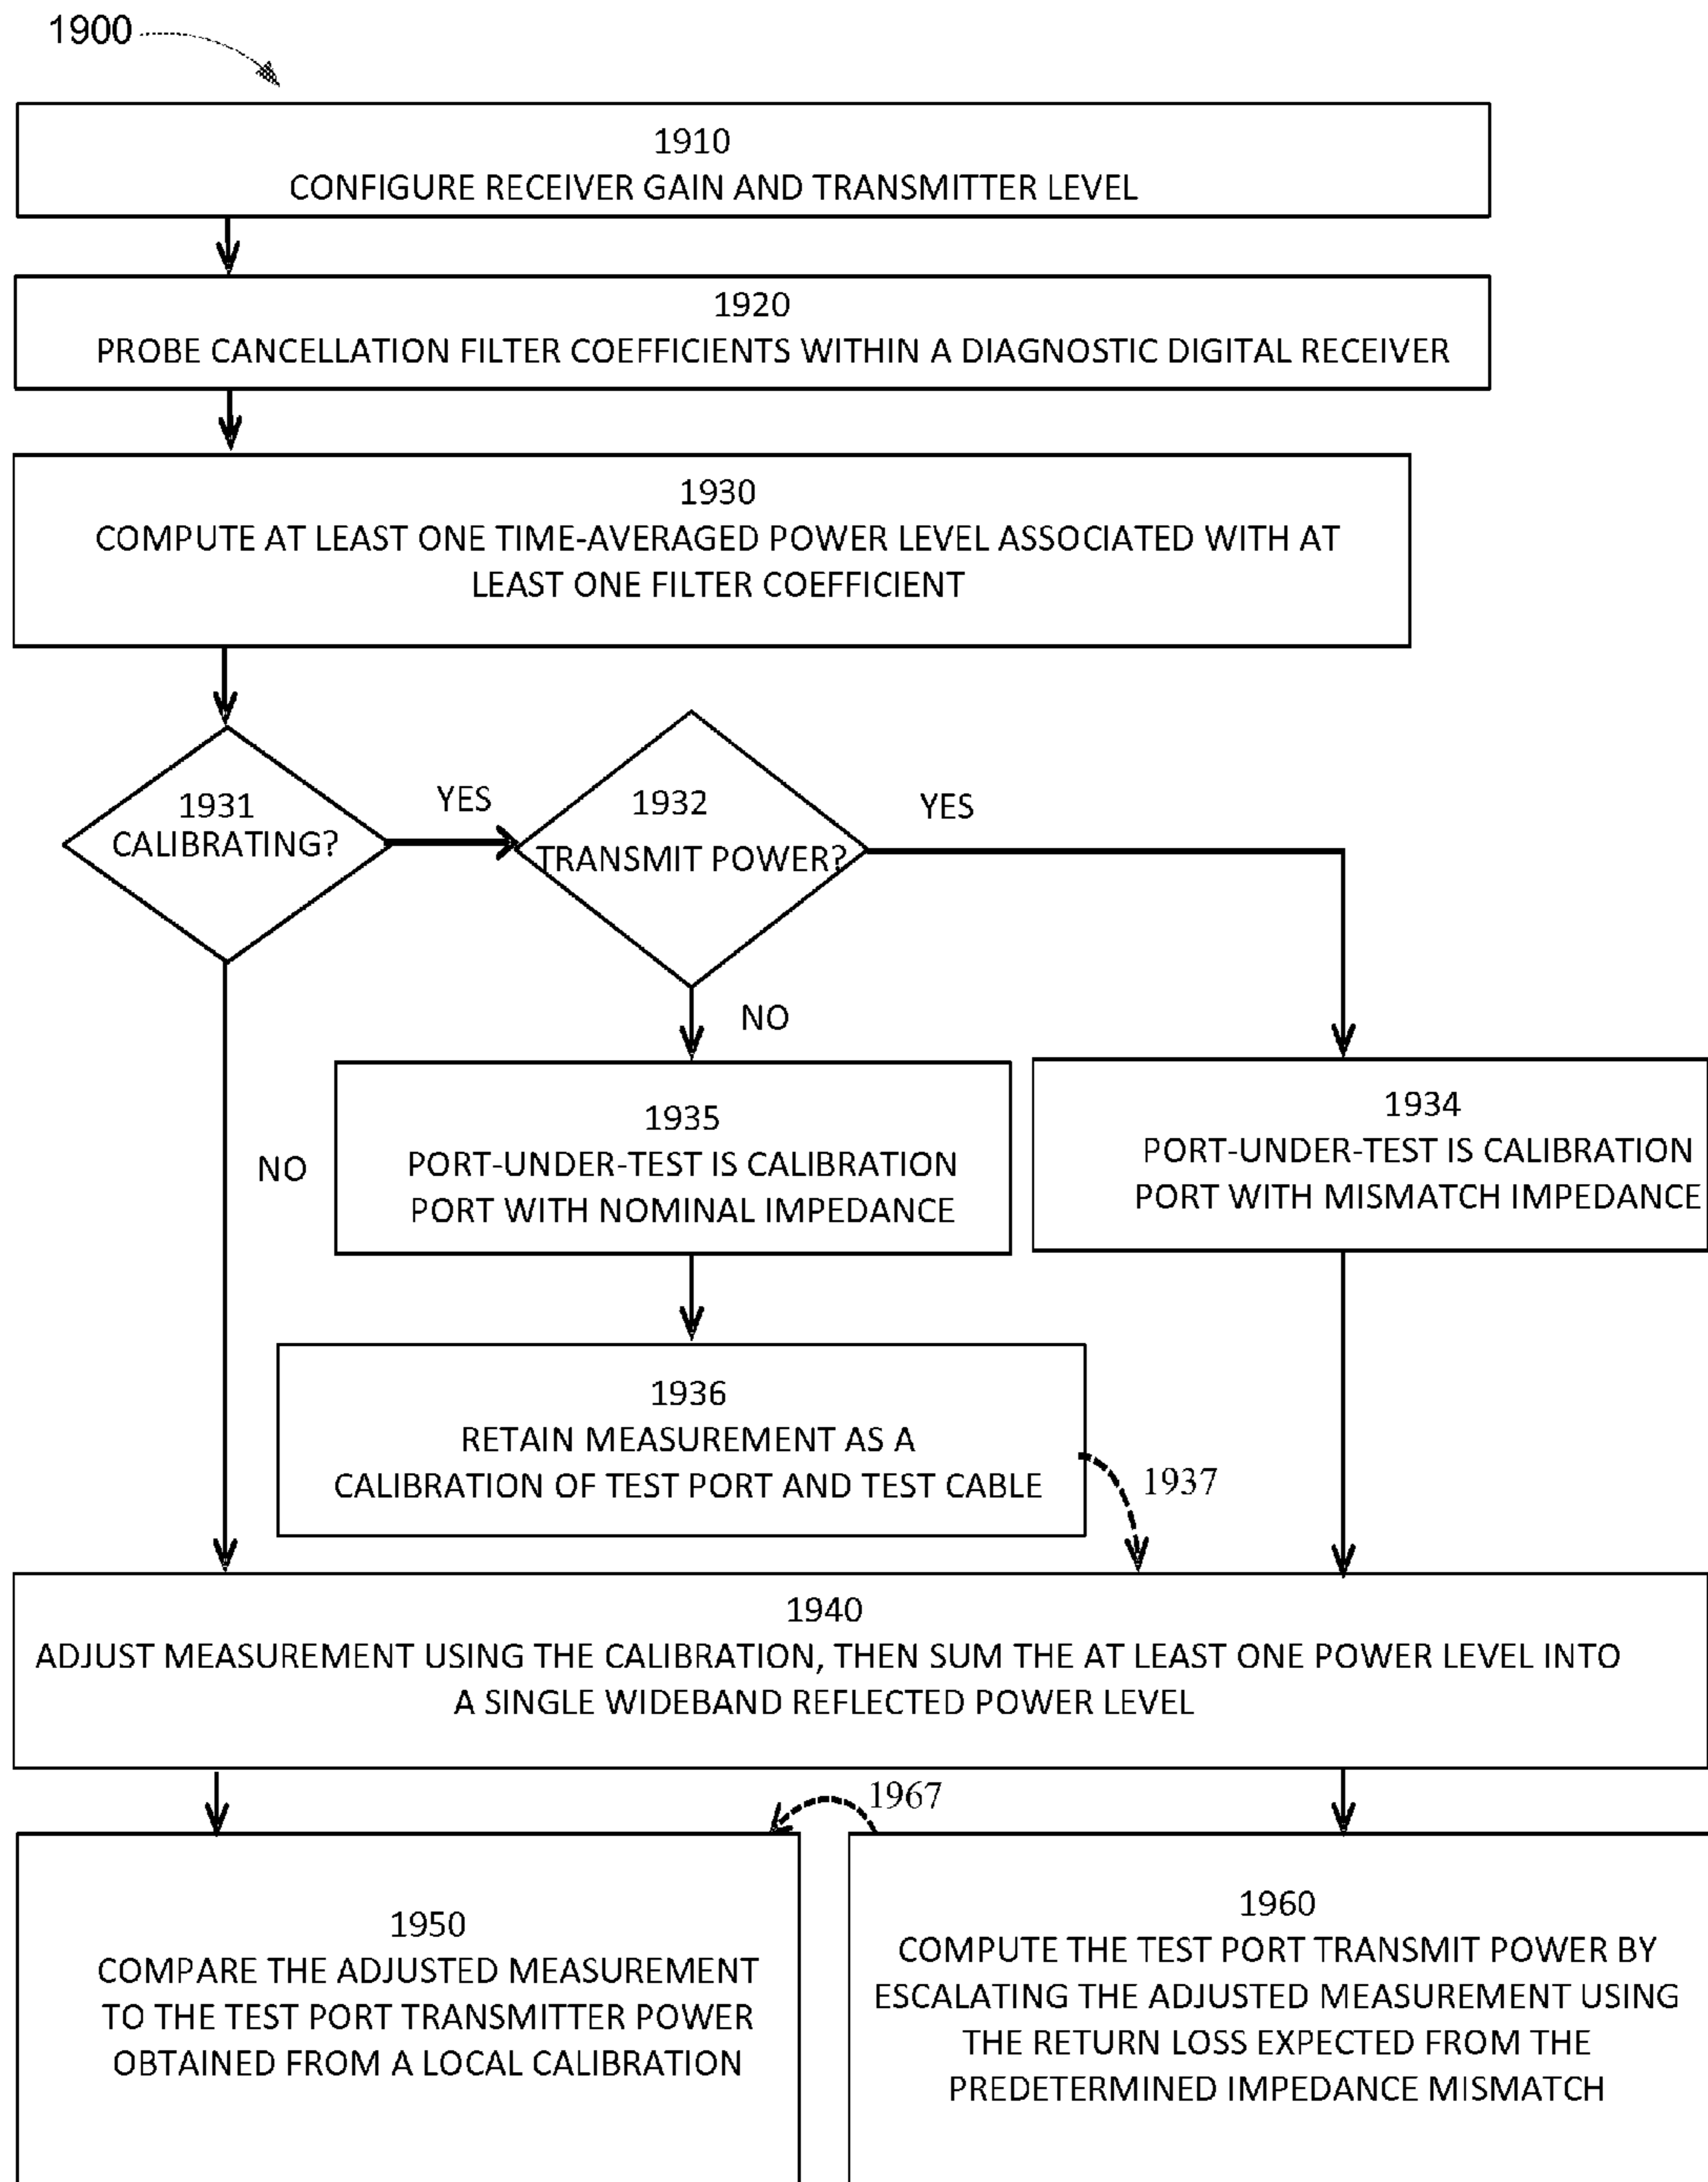 1900
1910
CONFIGURE RECEIVER GAIN AND TRANSMITTER LEVEL
1920
PROBE CANCELLATION FILTER COEFFICIENTS WITHIN A DIAGNOSTIC DIGITAL RECEIVER
1930
COMPUTE AT LEAST ONE TIME-AVERAGED POWER LEVEL ASSOCIATED WITH AT
LEAST ONE FILTER COEFFICIENT
1931
CALIBRATING?
YES
1932
TRANSMIT POWER?
YES
NO
NO
1935
PORT-UNDER-TEST IS CALIBRATION
PORT WITH NOMINAL IMPEDANCE
1934
PORT-UNDER-TEST IS CALIBRATION
PORT WITH MISMATCH IMPEDANCE
1936
RETAIN MEASUREMENT AS A
CALIBRATION OF TEST PORT AND TEST CABLE
1937
1940
ADJUST MEASUREMENT USING THE CALIBRATION, THEN SUM THE AT LEAST ONE POWER LEVEL INTO
A SINGLE WIDEBAND REFLECTED POWER LEVEL
1967
1950
COMPARE THE ADJUSTED MEASUREMENT
TO THE TEST PORT TRANSMITTER POWER
OBTAINED FROM A LOCAL CALIBRATION
1960
COMPUTE THE TEST PORT TRANSMIT POWER BY
ESCALATING THE ADJUSTED MEASUREMENT USING
THE RETURN LOSS EXPECTED FROM THE
PREDETERMINED IMPEDANCE MISMATCH